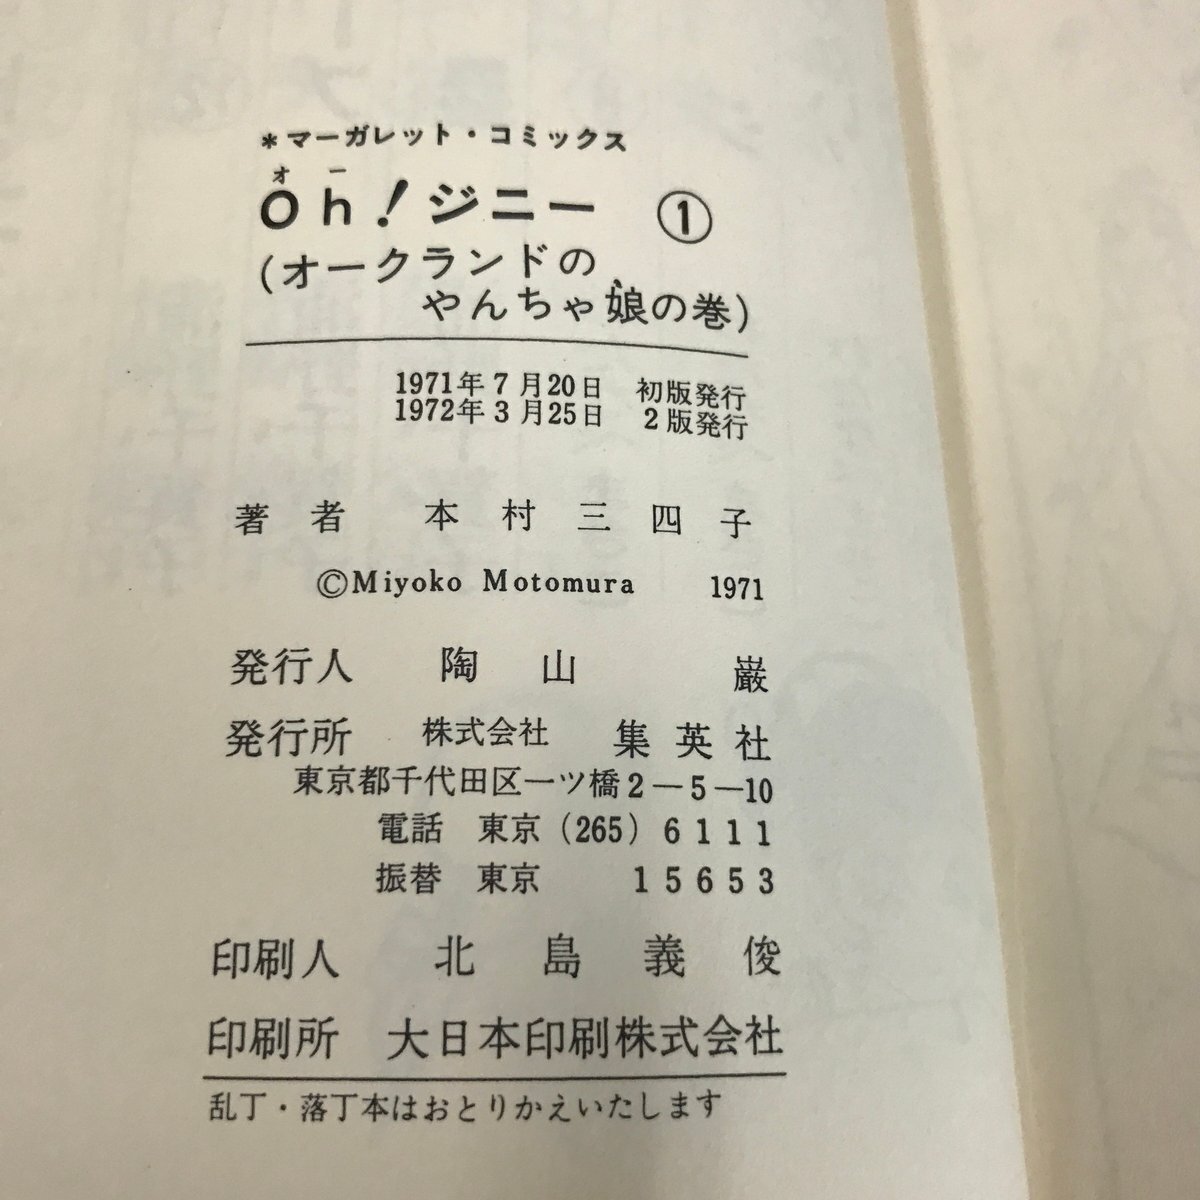 *マーガレット・コミックス
オー
Oh!ジニー ①
(オークランドの
やんちゃ娘の巻)
1971年7月20日 初版発行
1972年3月25日 2版発行
著者 本村三四子
©Miyoko Motomura 1971
発行人 陶山 巌
発行所 株式会社 集英社
東京都千代田区一ツ橋2—5—10
電話 東京(265)6111
振替 東京 15653
印刷人 北島義俊
印刷所 大日本印刷株式会社
乱丁・落丁本はおとりかえいたします